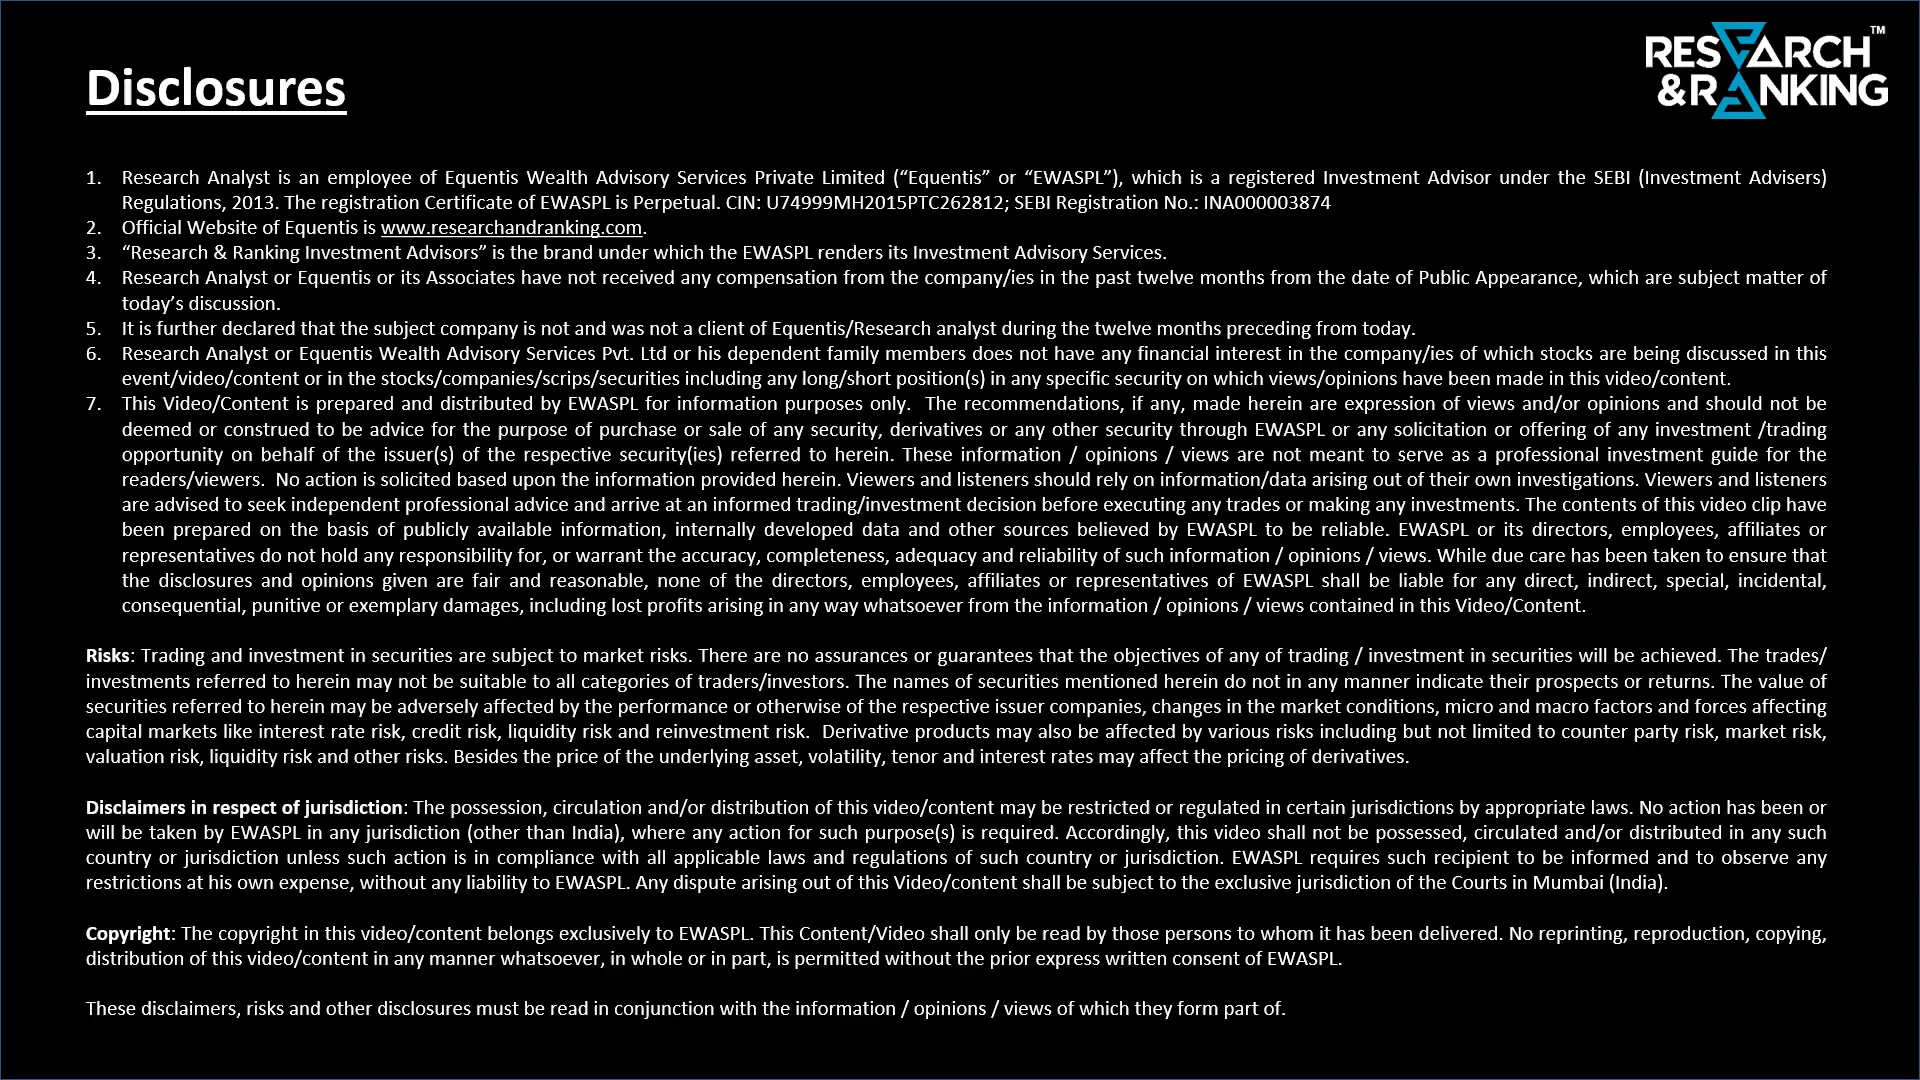 RESEARCH™
&RANKING
Disclosures
1. Research Analyst is an employee of Equentis Wealth Advisory Services Private Limited (“Equentis” or “EWASPL”), which is a registered Investment Advisor under the SEBI (Investment Advisers)
Regulations, 2013. The registration Certificate of EWASPL is Perpetual. CIN: U74999MH2015PTC262812; SEBI Registration No.: INA000003874
2. Official Website of Equentis is www.researchandranking.com.
3. “Research & Ranking Investment Advisors” is the brand under which the EWASPL renders its Investment Advisory Services.
4. Research Analyst or Equentis or its Associates have not received any compensation from the company/ies in the past twelve months from the date of Public Appearance, which are subject matter of
today’s discussion.
5. It is further declared that the subject company is not and was not a client of Equentis/Research analyst during the twelve months preceding from today.
6. Research Analyst or Equentis Wealth Advisory Services Pvt. Ltd or his dependent family members does not have any financial interest in the company/ies of which stocks are being discussed in this
event/video/content or in the stocks/companies/scrips/securities including any long/short position(s) in any specific security on which views/opinions have been made in this video/content.
7. This Video/Content is prepared and distributed by EWASPL for information purposes only. The recommendations, if any, made herein are expression of views and/or opinions and should not be
deemed or construed to be advice for the purpose of purchase or sale of any security, derivatives or any other security through EWASPL or any solicitation or offering of any investment /trading
opportunity on behalf of the issuer(s) of the respective security(ies) referred to herein. These information / opinions / views are not meant to serve as a professional investment guide for the
readers/viewers. No action is solicited based upon the information provided herein. Viewers and listeners should rely on information/data arising out of their own investigations. Viewers and listeners
are advised to seek independent professional advice and arrive at an informed trading/investment decision before executing any trades or making any investments. The contents of this video clip have
been prepared on the basis of publicly available information, internally developed data and other sources believed by EWASPL to be reliable. EWASPL or its directors, employees, affiliates or
representatives do not hold any responsibility for, or warrant the accuracy, completeness, adequacy and reliability of such information / opinions / views. While due care has been taken to ensure that
the disclosures and opinions given are fair and reasonable, none of the directors, employees, affiliates or representatives of EWASPL shall be liable for any direct, indirect, special, incidental,
consequential, punitive or exemplary damages, including lost profits arising in any way whatsoever from the information / opinions / views contained in this Video/Content.
Risks: Trading and investment in securities are subject to market risks. There are no assurances or guarantees that the objectives of any of trading / investment in securities will be achieved. The trades/
investments referred to herein may not be suitable to all categories of traders/investors. The names of securities mentioned herein do not in any manner indicate their prospects or returns. The value of
securities referred to herein may be adversely affected by the performance or otherwise of the respective issuer companies, changes in the market conditions, micro and macro factors and forces affecting
capital markets like interest rate risk, credit risk, liquidity risk and reinvestment risk. Derivative products may also be affected by various risks including but not limited to counter party risk, market risk,
valuation risk, liquidity risk and other risks. Besides the price of the underlying asset, volatility, tenor and interest rates may affect the pricing of derivatives.
Disclaimers in respect of jurisdiction: The possession, circulation and/or distribution of this video/content may be restricted or regulated in certain jurisdictions by appropriate laws. No action has been or
will be taken by EWASPL in any jurisdiction (other than India), where any action for such purpose(s) is required. Accordingly, this video shall not be possessed, circulated and/or distributed in any such
country or jurisdiction unless such action is in compliance with all applicable laws and regulations of such country or jurisdiction. EWASPL requires such recipient to be informed and to observe any
restrictions at his own expense, without any liability to EWASPL. Any dispute arising out of this Video/content shall be subject to the exclusive jurisdiction of the Courts in Mumbai (India).
Copyright: The copyright in this video/content belongs exclusively to EWASPL. This Content/Video shall only be read by those persons to whom it has been delivered. No reprinting, reproduction, copying,
distribution of this video/content in any manner whatsoever, in whole or in part, is permitted without the prior express written consent of EWASPL.
These disclaimers, risks and other disclosures must be read in conjunction with the information / opinions / views of which they form part of.